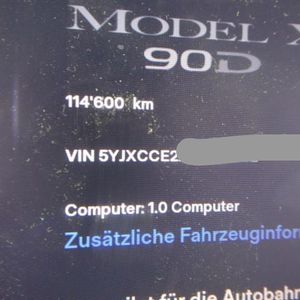 MODEL X
90D
114'600 km
VIN 5YJXCCE2
Computer: 1.0 Computer
Zusätzliche Fahrzeuginfor
für die Autobahn